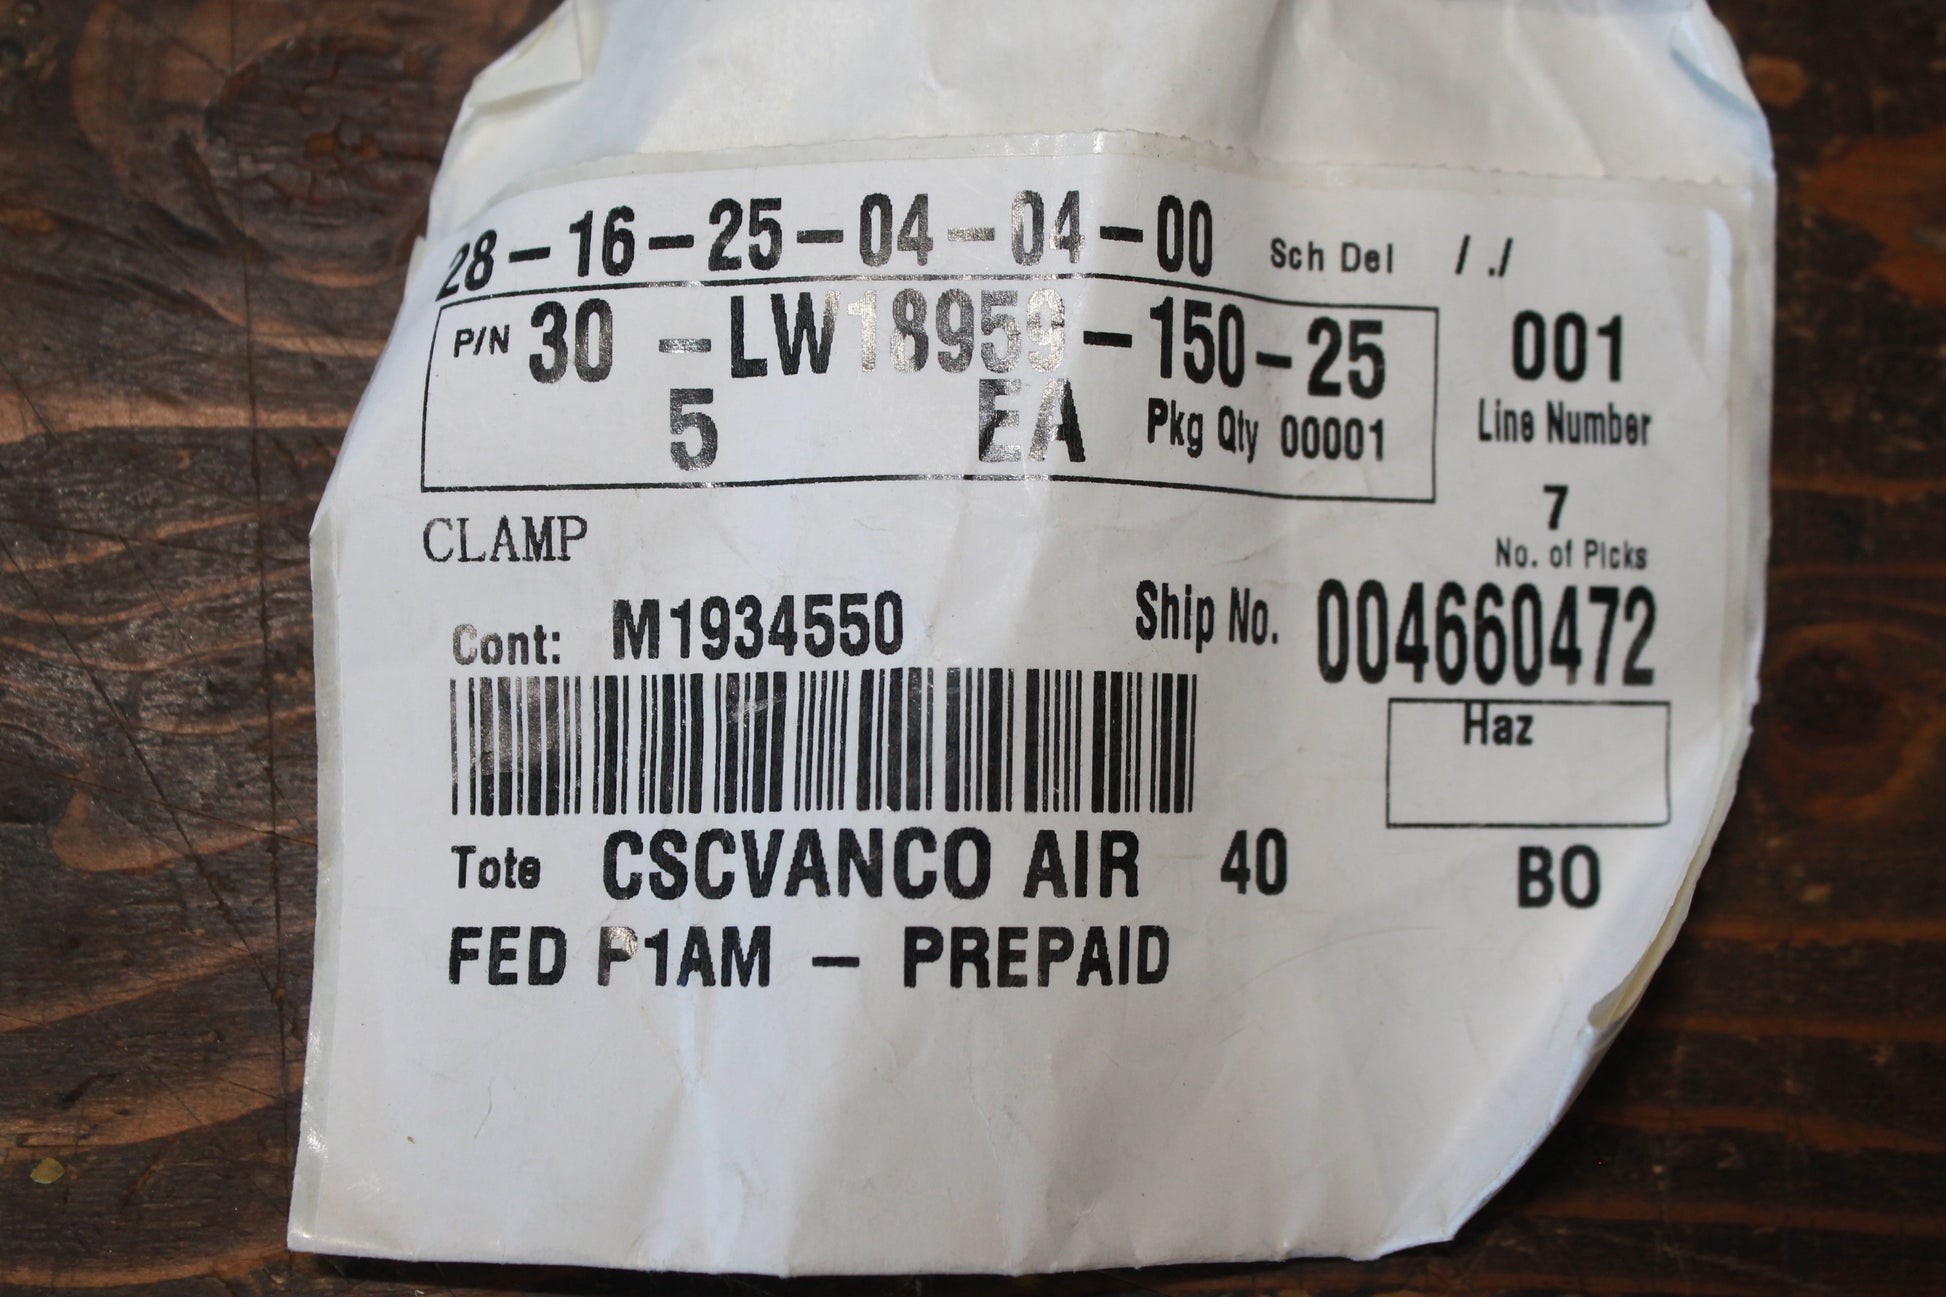 28-16-25-04-04-00 Sch Del / ./
P/N 30 -LW18959-150-25
5 EA Pkg Qty 00001
001
Line Number
7
No. of Picks
CLAMP
Cont: M1934550 Ship No. 004660472
Haz
Tote CSCVANCO AIR 40 BO
FED P1AM - PREPAID